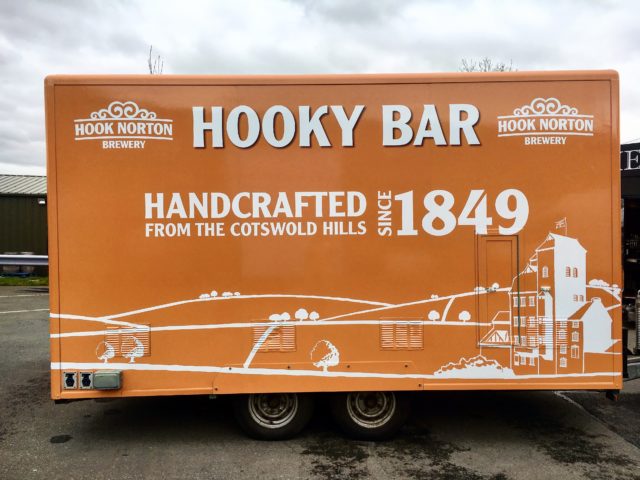 HOOK NORTON
BREWERY
HOOKY BAR
HOOK NORTON
BREWERY
HANDCRAFTED
FROM THE COTSWOLD HILLS
SINCE
1849